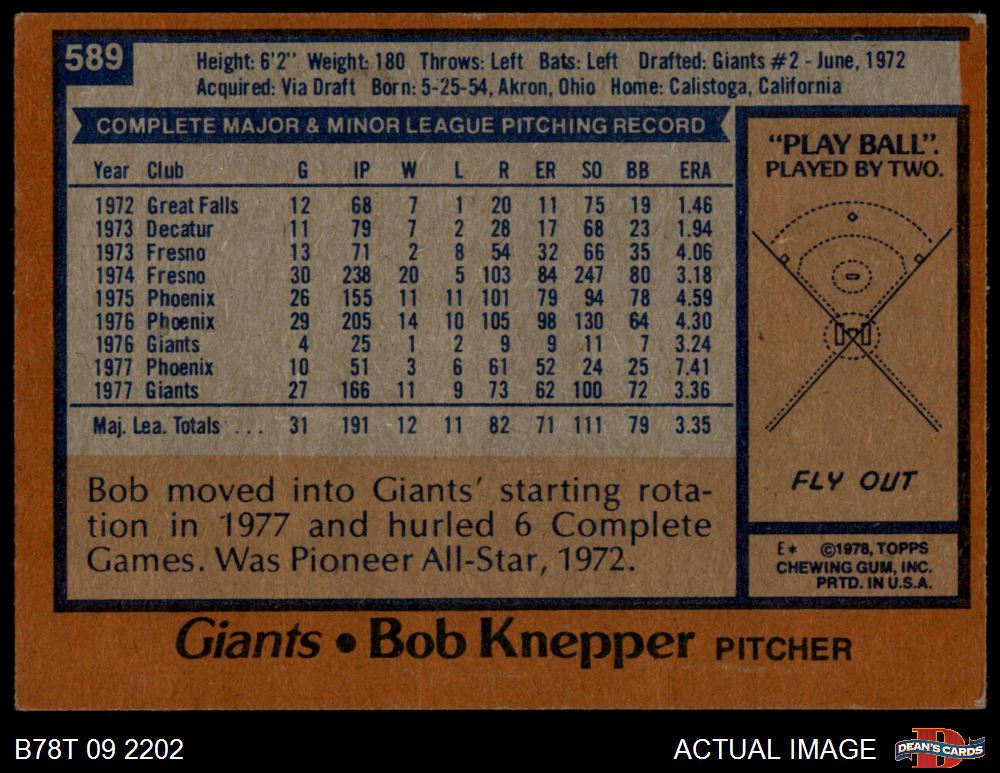 589
Height: 6'2" Weight: 180 Throws: Left Bats: Left Drafted: Giants #2 - June, 1972
Acquired: Via Draft Born: 5-25-54, Akron, Ohio Home: Calistoga, California
COMPLETE MAJOR & MINOR LEAGUE PITCHING RECORD
Year Club G IP W L R ER SO BB ERA
1972 Great Falls 12 68 7 1 20 11 75 19 1.46
1973 Decatur 11 79 7 2 28 17 68 23 1.94
1973 Fresno 13 71 2 8 54 32 66 35 4.06
1974 Fresno 30 238 20 5 103 84 247 80 3.18
1975 Phoenix 26 155 11 11 101 79 94 78 4.59
1976 Phoenix 29 205 14 10 105 98 130 64 4.30
1976 Giants 4 25 1 2 9 9 11 7 3.24
1977 Phoenix 10 51 3 6 61 52 24 25 7.41
1977 Giants 27 166 11 9 73 62 100 72 3.36
Maj. Lea. Totals ... 31 191 12 11 82 71 111 79 3.35
Bob moved into Giants' starting rota-
tion in 1977 and hurled 6 Complete
Games. Was Pioneer All-Star, 1972.
"PLAY BALL".
PLAYED BY TWO.
FLY OUT
E* ©1978, TOPPS
CHEWING GUM, INC.
PRTD. IN U.S.A.
Giants • Bob Knepper PITCHER
B78T 09 2202
ACTUAL IMAGE
DEAN'S CARDS